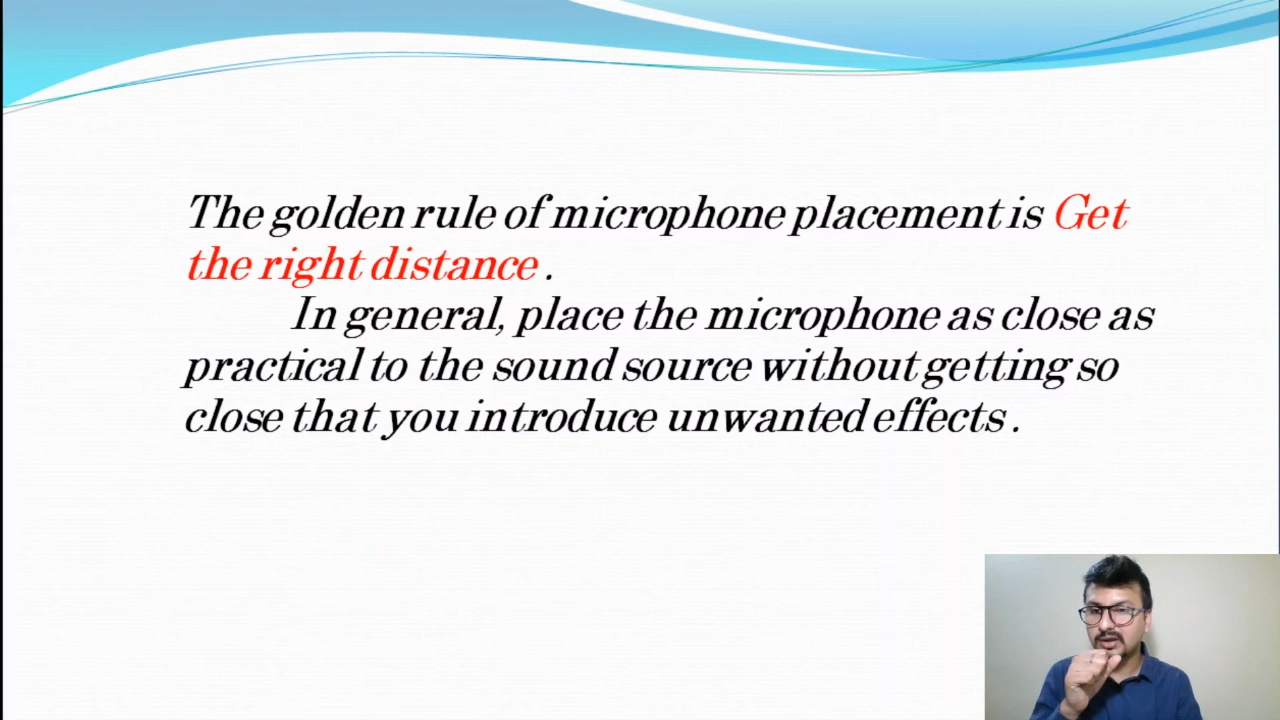 The golden rule of microphone placement is Get
the right distance .
In general, place the microphone as close as
practical to the sound source without getting so
close that you introduce unwanted effects .